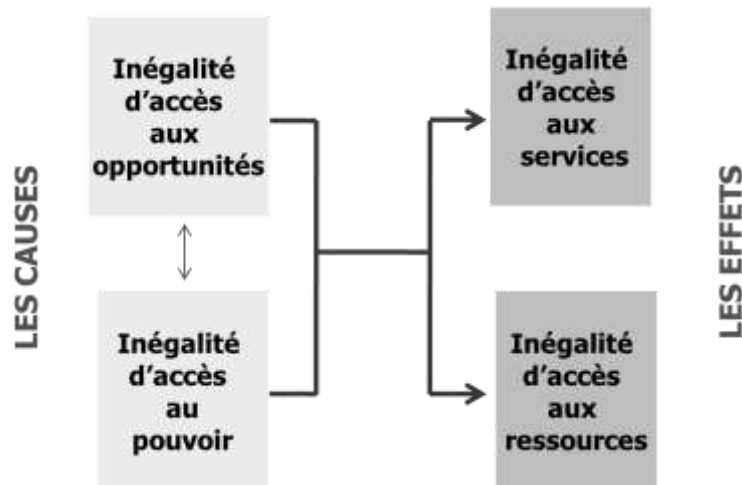 LES CAUSES
Inégalité
d'accès
aux
opportunités
Inégalité
d'accès
au
pouvoir
Inégalité
d'accès
aux
services
Inégalité
d'accès
aux
ressources
LES EFFETS